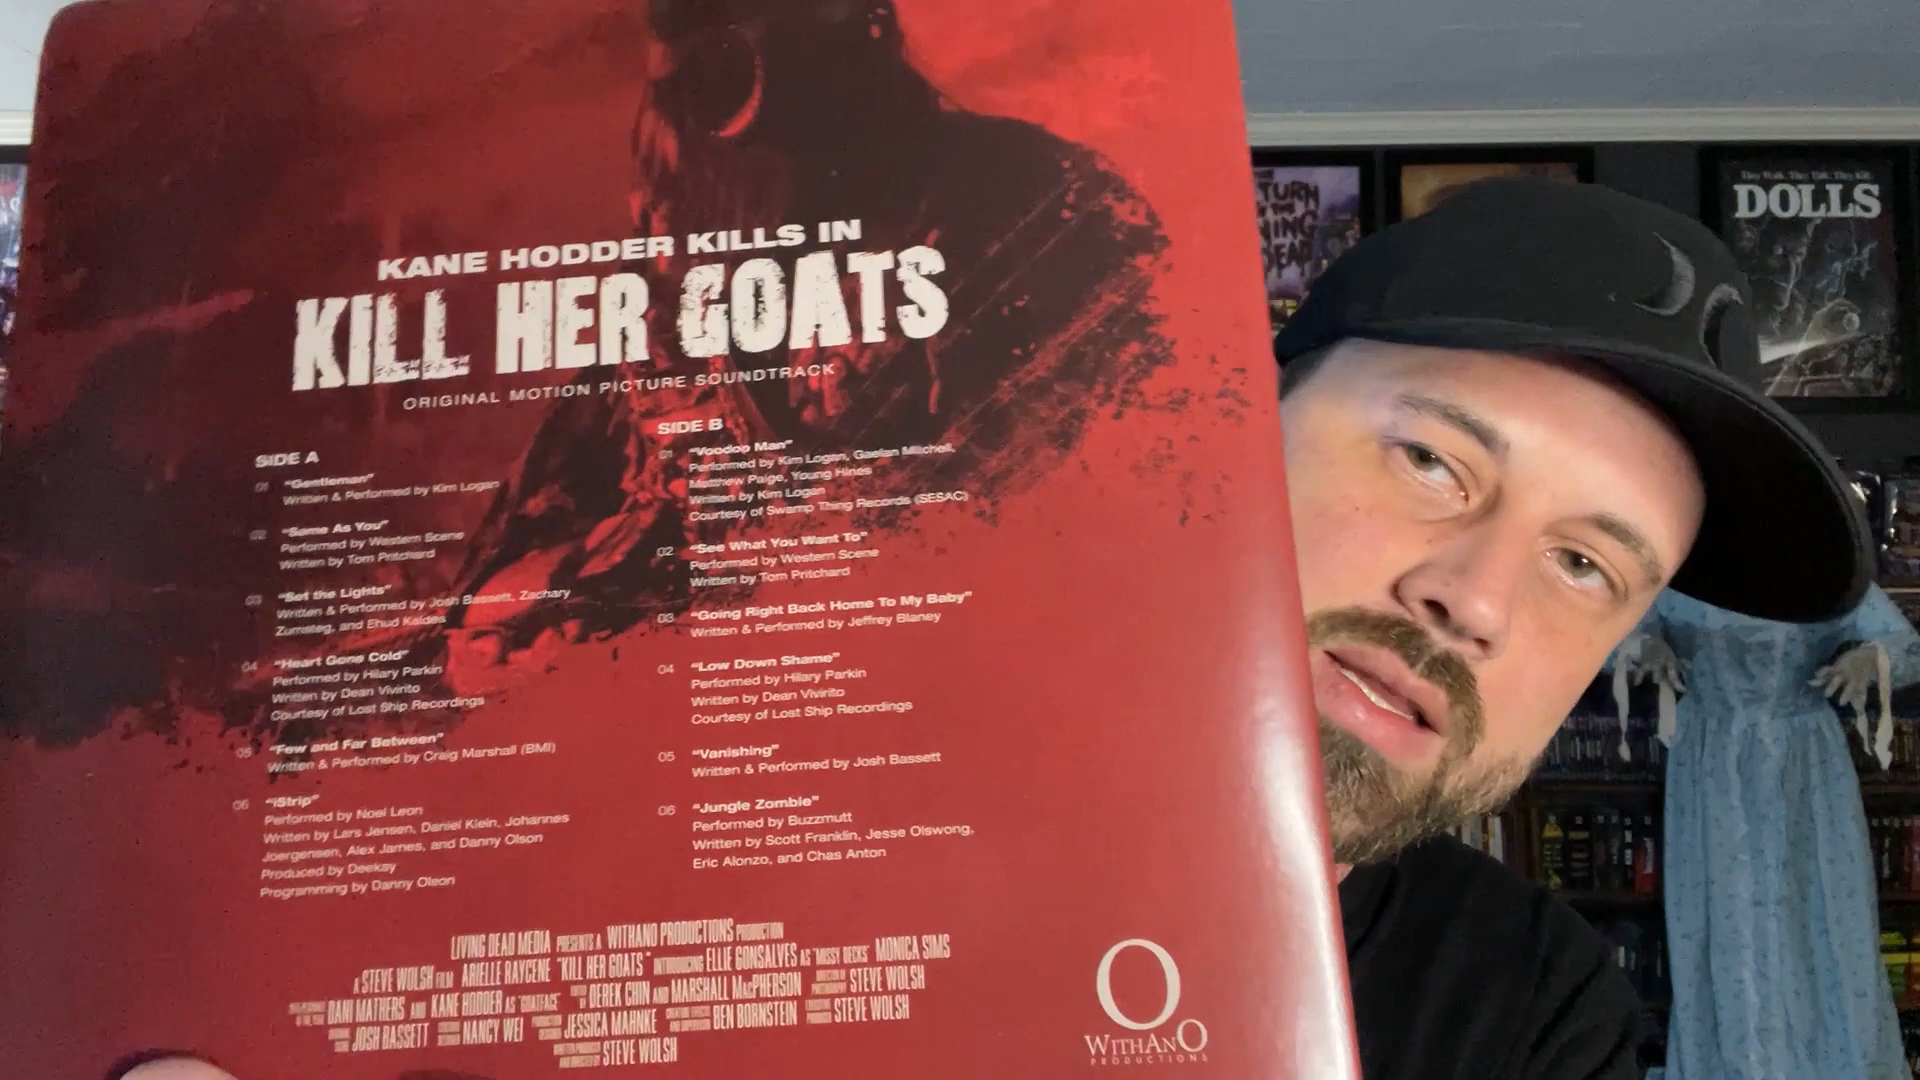 KANE HODDER KILLS IN
KILL HER GOATS
ORIGINAL MOTION PICTURE SOUNDTRACK
SIDE A
01 "Gentleman"
Written & Performed by Kim Logan
02 "Same As You"
Performed by Western Scene
Written by Tom Pritchard
03 "Set the Lights"
Written & Performed by Josh Bassett, Zachary
Zumsteg, and Ehud Kaldes
04 "Heart Gone Cold"
Performed by Hilary Parkin
Written by Dean Vivirito
Courtesy of Lost Ship Recordings
05 "Few and Far Between"
Written & Performed by Craig Marshall (BMI)
06 "iStrip"
Performed by Noel Leon
Written by Lars Jensen, Daniel Klein, Johannes
Joergensen, Alex James, and Danny Olson
Produced by Deekay
Programming by Danny Olson
SIDE B
01 "Voodoo Man"
Performed by Kim Logan, Gaelan Mitchell,
Matthew Paige, Young Hines
Written by Kim Logan
Courtesy of Swamp Thing Records (SESAC)
02 "See What You Want To"
Performed by Western Scene
Written by Tom Pritchard
03 "Going Right Back Home To My Baby"
Written & Performed by Jeffrey Blaney
04 "Low Down Shame"
Performed by Hilary Parkin
Written by Dean Vivirito
Courtesy of Lost Ship Recordings
05 "Vanishing"
Written & Performed by Josh Bassett
06 "Jungle Zombie"
Performed by Buzzmutt
Written by Scott Franklin, Jesse Olswong,
Eric Alonzo, and Chas Anton
LIVING DEAD MEDIA PRESENTS A WITHANO PRODUCTIONS PRODUCTION
A STEVE WOLSH FILM ARIELLE RAYCENE "KILL HER GOATS" INTRODUCING ELLIE GONSALVES AS "MISSY DECKS" MONICA SIMS
DANI MATHERS AND KANE HODDER AS "GOATFACE" DEREK CHIN AND MARSHALL MACPHERSON STEVE WOLSH
JOSH BASSETT NANCY WEI JESSICA MAHNKE BEN BORNSTEIN STEVE WOLSH
STEVE WOLSH
O
WITHANO
PRODUCTIONS
They Walk. They Talk. They Kill.
DOLLS